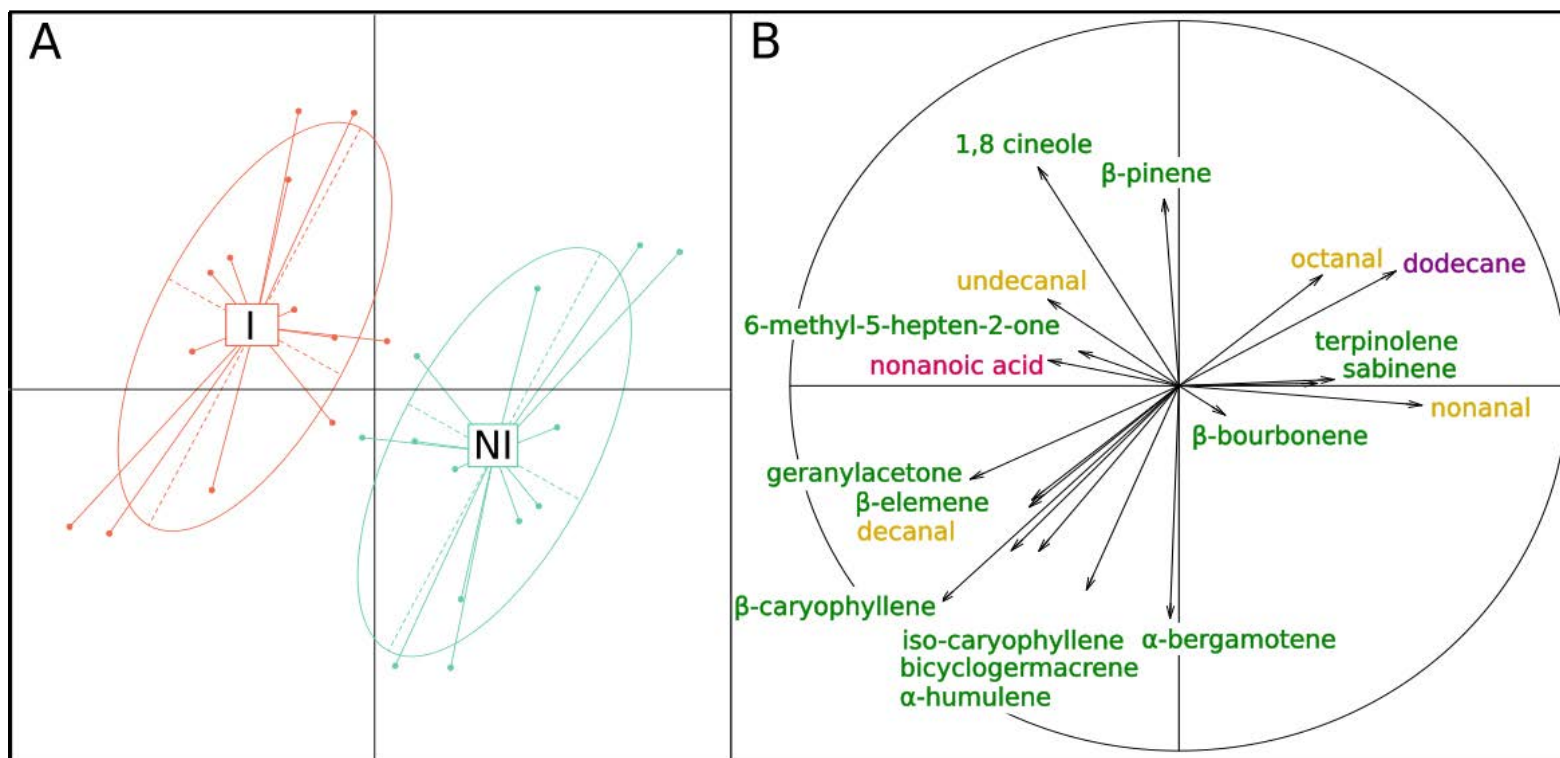 A
I
NI
B
1,8 cineole
β-pinene
octanal
dodecane
undecanal
6-methyl-5-hepten-2-one
nonanoic acid
terpinolene
sabinene
nonanal
β-bourbonene
geranylacetone
β-elemene
decanal
β-caryophyllene
iso-caryophyllene
bicyclogermacrene
α-humulene
α-bergamotene